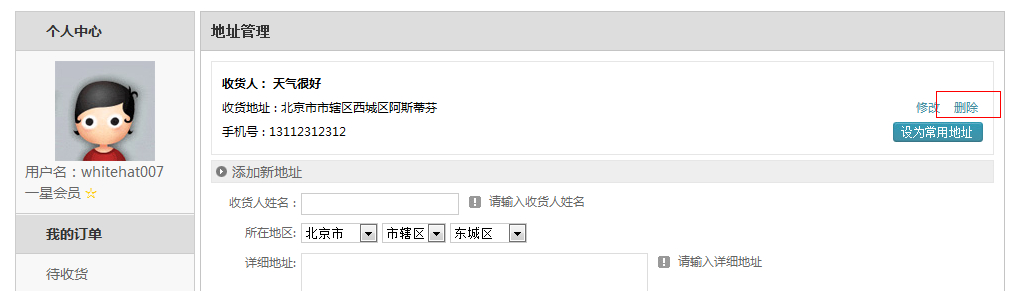 个人中心
用户名：whitehat007
一星会员
我的订单
待收货
地址管理
收货人： 天气很好
收货地址：北京市市辖区西城区阿斯蒂芬
修改 删除
手机号：13112312312
设为常用地址
添加新地址
收货人姓名：
请输入收货人姓名
所在地区: 北京市 市辖区 东城区
详细地址:
请输入详细地址